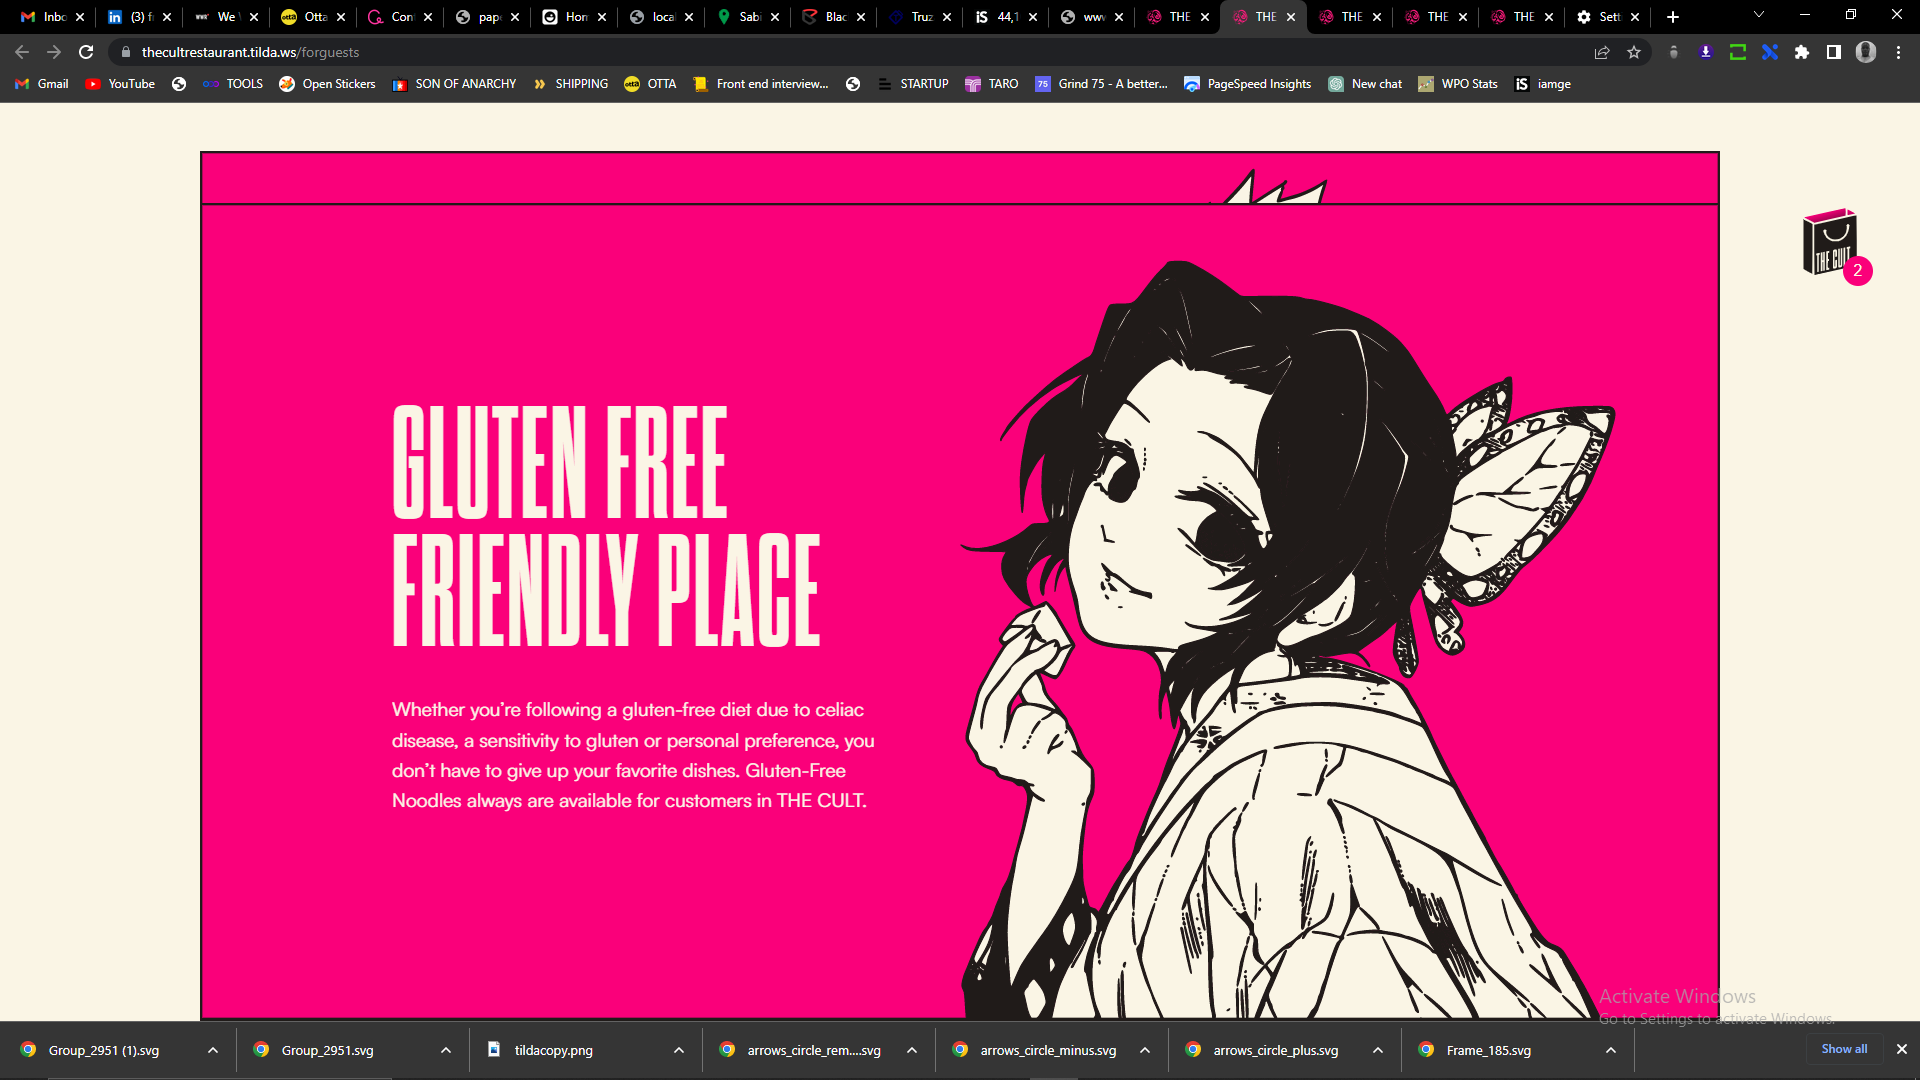 Inbo
(3) f
We
Otta
Con
pap
Hor
loca
Sabi
Blac
Truz
44,1
www
THE
THE
THE
THE
THE
Sett
thecultrestaurant.tilda.ws/forguests
Gmail
YouTube
TOOLS
Open Stickers
SON OF ANARCHY
SHIPPING
OTTA
Front end interview...
STARTUP
TARO
75
Grind 75 - A better...
PageSpeed Insights
New chat
WPO Stats
iS
iamge
THE CULT
2
GLUTEN FREE
FRIENDLY PLACE
Whether you’re following a gluten-free diet due to celiac
disease, a sensitivity to gluten or personal preference, you
don’t have to give up your favorite dishes. Gluten-Free
Noodles always are available for customers in THE CULT.
Activate Windows
Go to Settings to activate Windows.
Group_2951 (1).svg
Group_2951.svg
tildacopy.png
arrows_circle_rem....svg
arrows_circle_minus.svg
arrows_circle_plus.svg
Frame_185.svg
Show all